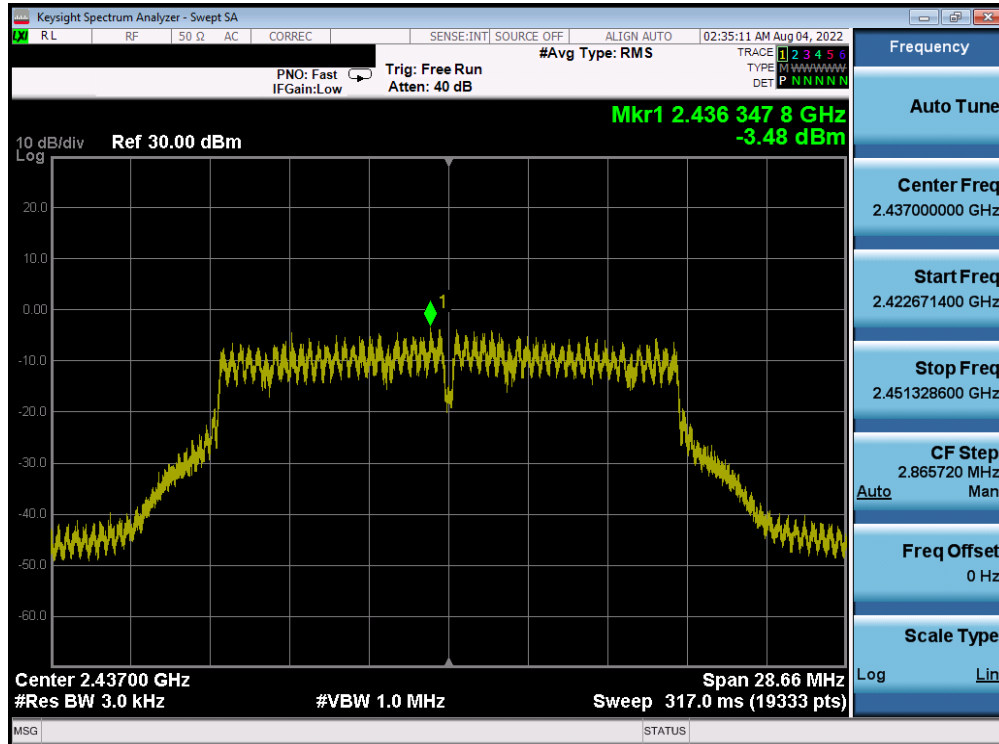 Keysight Spectrum Analyzer - Swept SA
LXI RL RF 50 Ω AC CORREC SENSE:INT SOURCE OFF ALIGN AUTO 02:35:11 AM Aug 04, 2022
#Avg Type: RMS
TRACE 1 2 3 4 5 6
PNO: Fast Trig: Free Run
TYPE M WWWWW
IFGain:Low Atten: 40 dB
DET P NNNNN
Mkr1 2.436 347 8 GHz
-3.48 dBm
10 dB/div Ref 30.00 dBm
Log
20.0
10.0
1
0.00
-10.0
-20.0
-30.0
-40.0
-50.0
-60.0
Center 2.43700 GHz Span 28.66 MHz
#Res BW 3.0 kHz #VBW 1.0 MHz Sweep 317.0 ms (19333 pts)
MSG STATUS
Frequency
Auto Tune
Center Freq
2.437000000 GHz
Start Freq
2.422671400 GHz
Stop Freq
2.451328600 GHz
CF Step
2.865720 MHz
Auto Man
Freq Offset
0 Hz
Scale Type
Log Lin